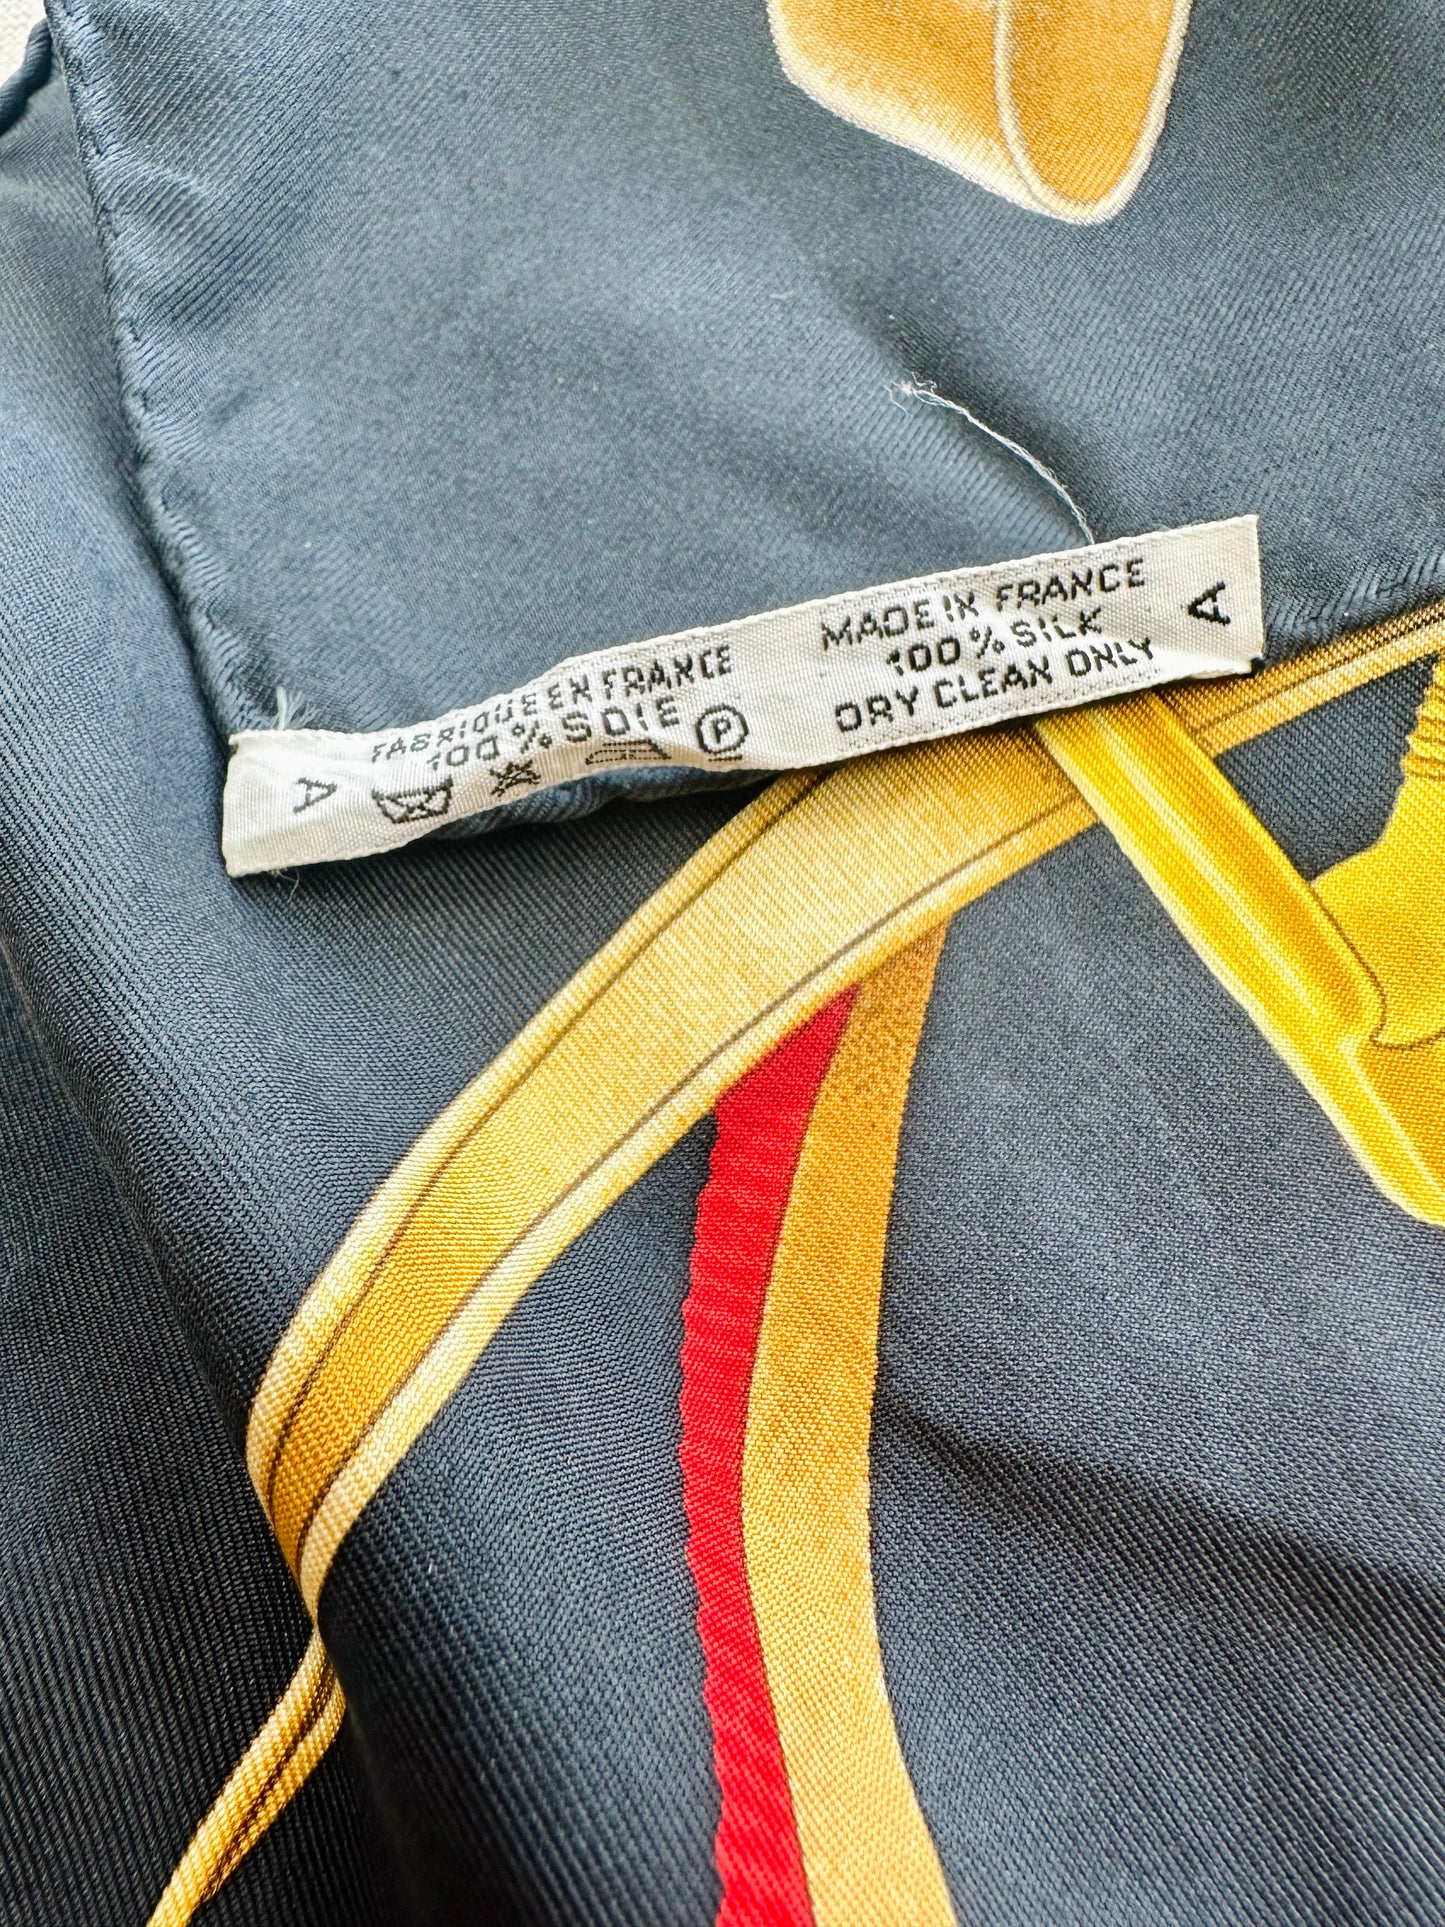 A
FABRIQUE EN FRANCE
100 % SOIE
P
MADE IN FRANCE
100 % SILK
DRY CLEAN ONLY
A